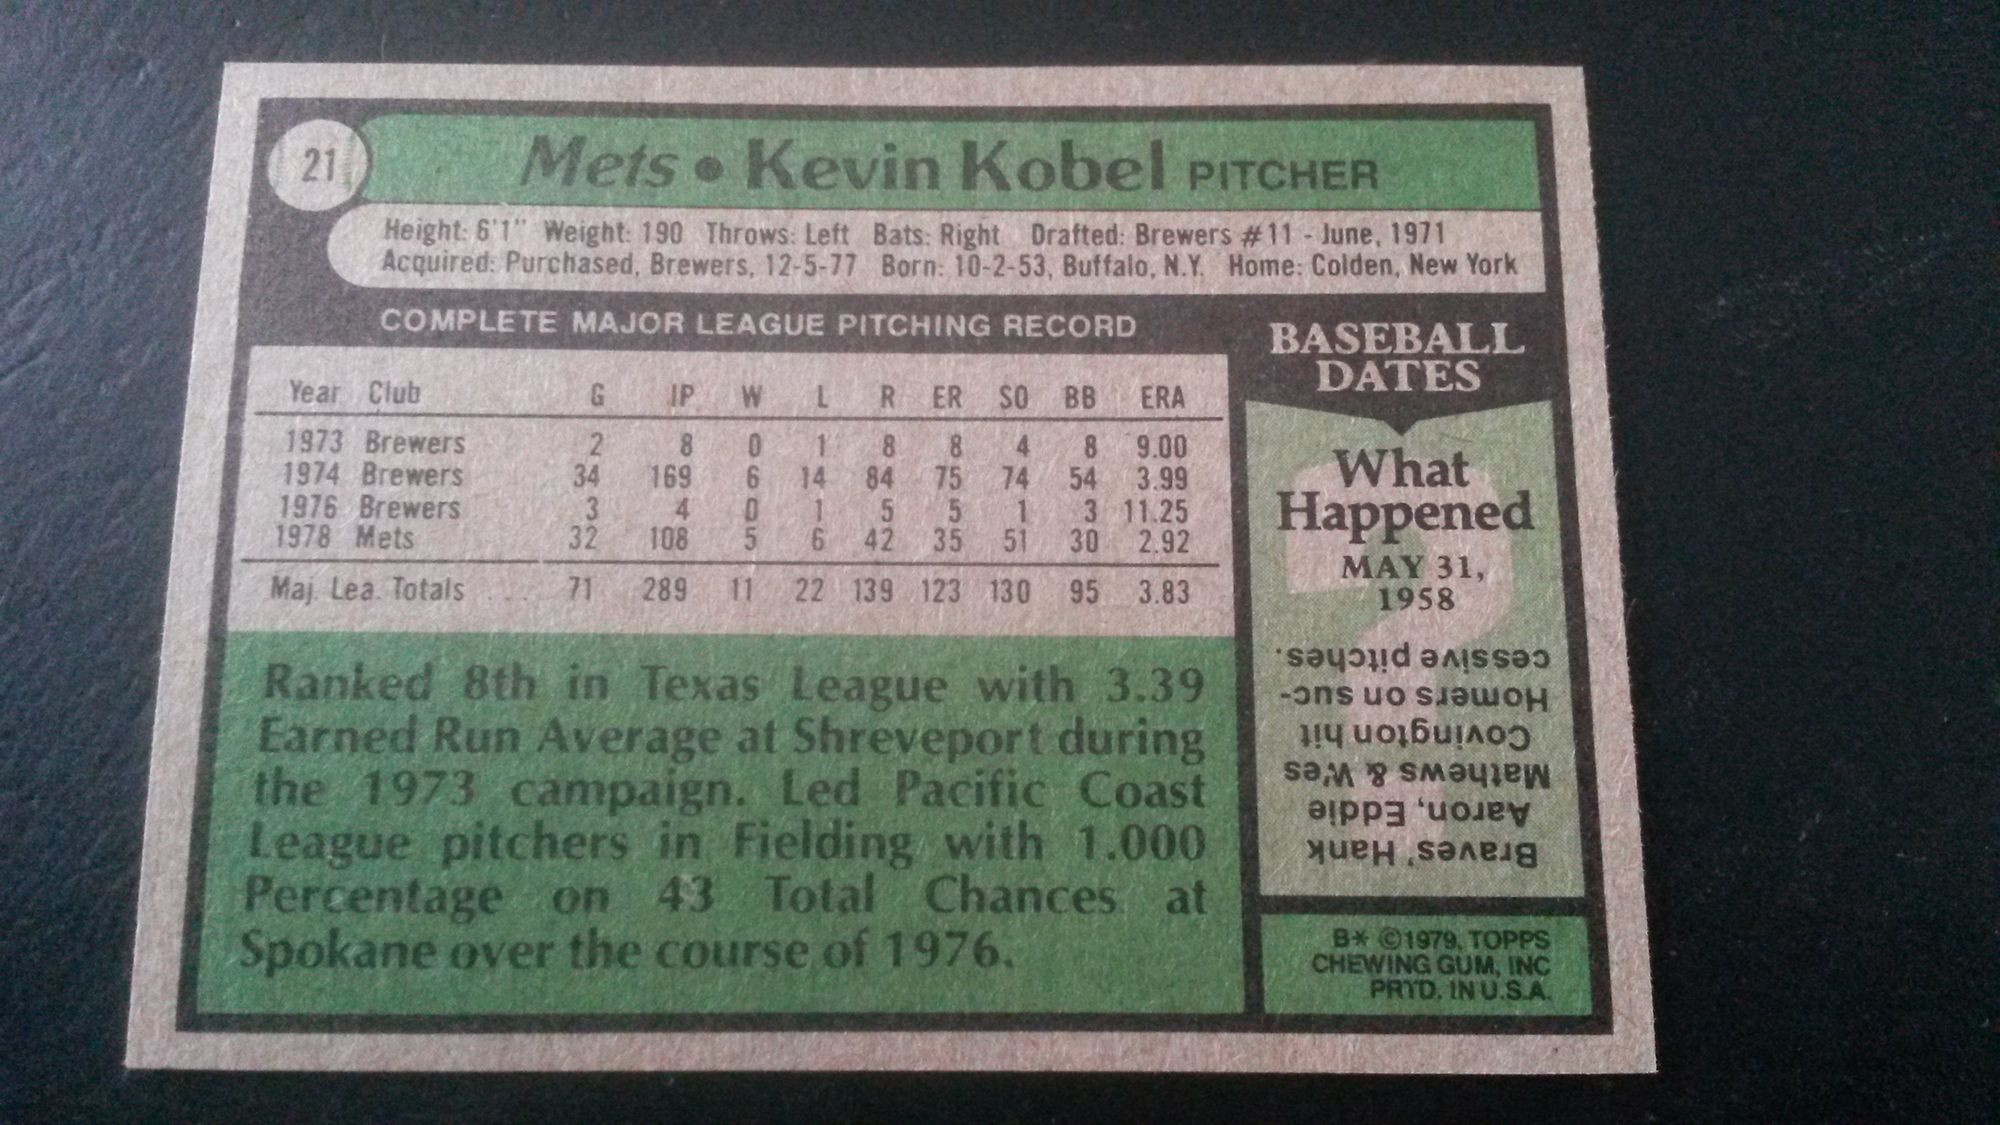 21
Mets • Kevin Kobel PITCHER
Height: 6'1" Weight: 190 Throws: Left Bats: Right Drafted: Brewers #11 - June, 1971
Acquired: Purchased, Brewers, 12-5-77 Born: 10-2-53, Buffalo, N.Y. Home: Colden, New York
COMPLETE MAJOR LEAGUE PITCHING RECORD
Year Club G IP W L R ER SO BB ERA
1973 Brewers 2 8 0 1 8 8 4 8 9.00
1974 Brewers 34 169 6 14 84 75 74 54 3.99
1976 Brewers 3 4 0 1 5 5 1 3 11.25
1978 Mets 32 108 5 6 42 35 51 30 2.92
Maj. Lea. Totals . . . 71 289 11 22 139 123 130 95 3.83
Ranked 8th in Texas League with 3.39
Earned Run Average at Shreveport during
the 1973 campaign. Led Pacific Coast
League pitchers in Fielding with 1.000
Percentage on 43 Total Chances at
Spokane over the course of 1976.
BASEBALL
DATES
What
Happened
MAY 31,
1958
Braves' Hank
Aaron, Eddie
Mathews & Wes
Covington hit
Homers on suc-
cessive pitches.
B* ©1979, TOPPS
CHEWING GUM, INC
PRTD. IN U.S.A.